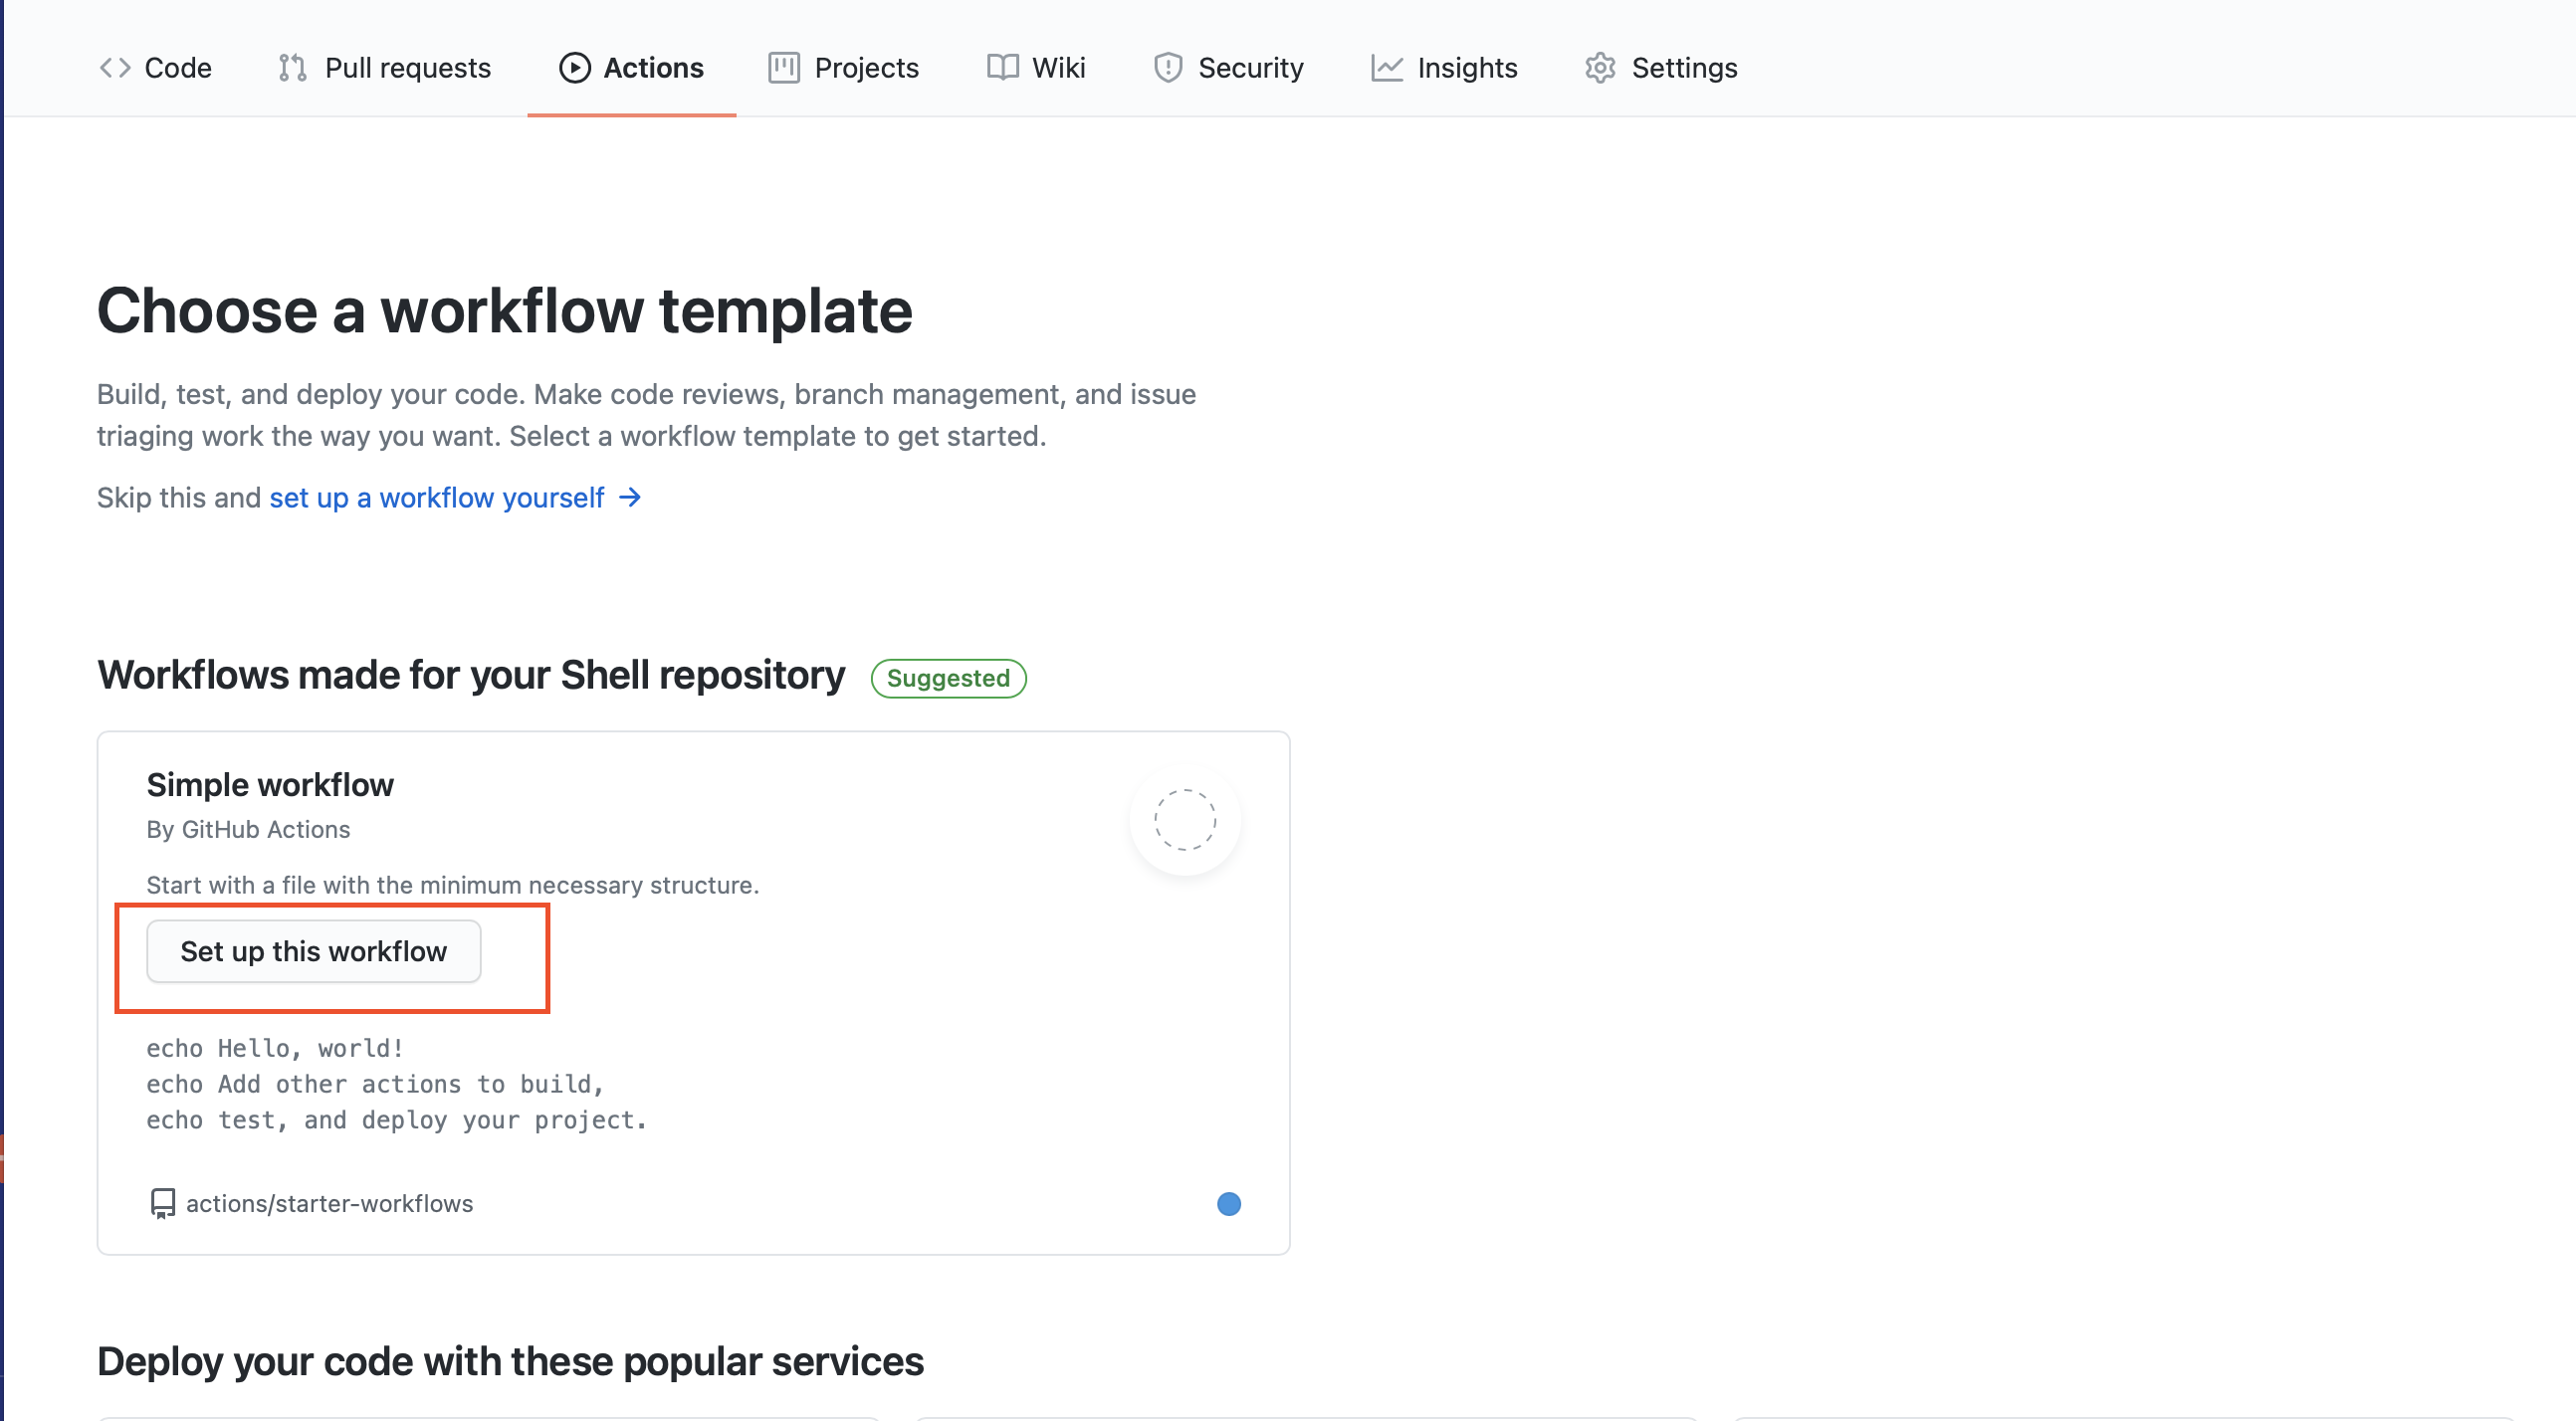 Code Pull requests Actions Projects Wiki Security Insights Settings
Choose a workflow template
Build, test, and deploy your code. Make code reviews, branch management, and issue
triaging work the way you want. Select a workflow template to get started.
Skip this and set up a workflow yourself →
Workflows made for your Shell repository Suggested
Simple workflow
By GitHub Actions
Start with a file with the minimum necessary structure.
Set up this workflow
echo Hello, world!
echo Add other actions to build,
echo test, and deploy your project.
actions/starter-workflows
Deploy your code with these popular services